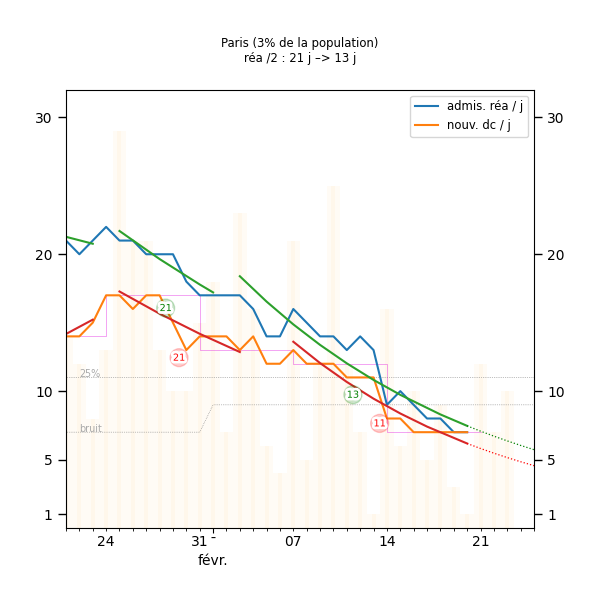 Paris (3% de la population)
réa /2 : 21 j –> 13 j
admis. réa / j
nouv. dc / j
30 30
20 20
21
21
25%
13
10 10
11
bruit
5 5
1 1
24 31 - 07 14 21
févr.